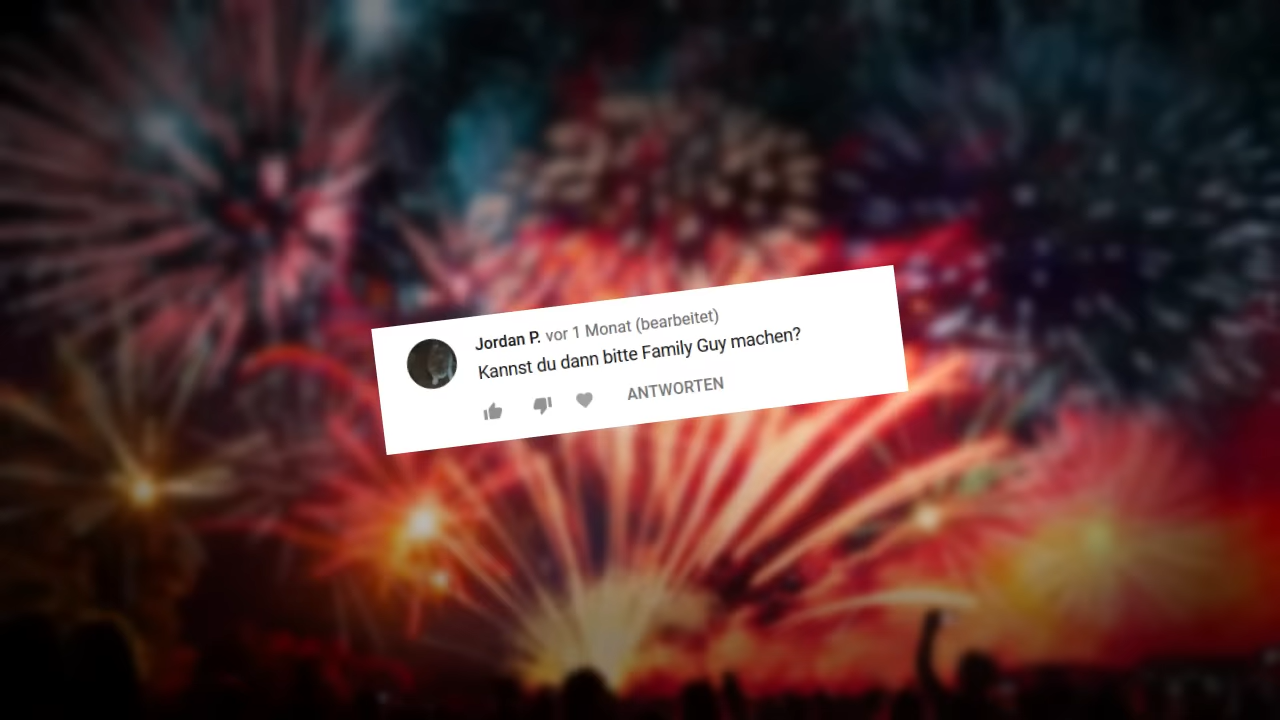 Jordan P. vor 1 Monat (bearbeitet)
Kannst du dann bitte Family Guy machen?
ANTWORTEN